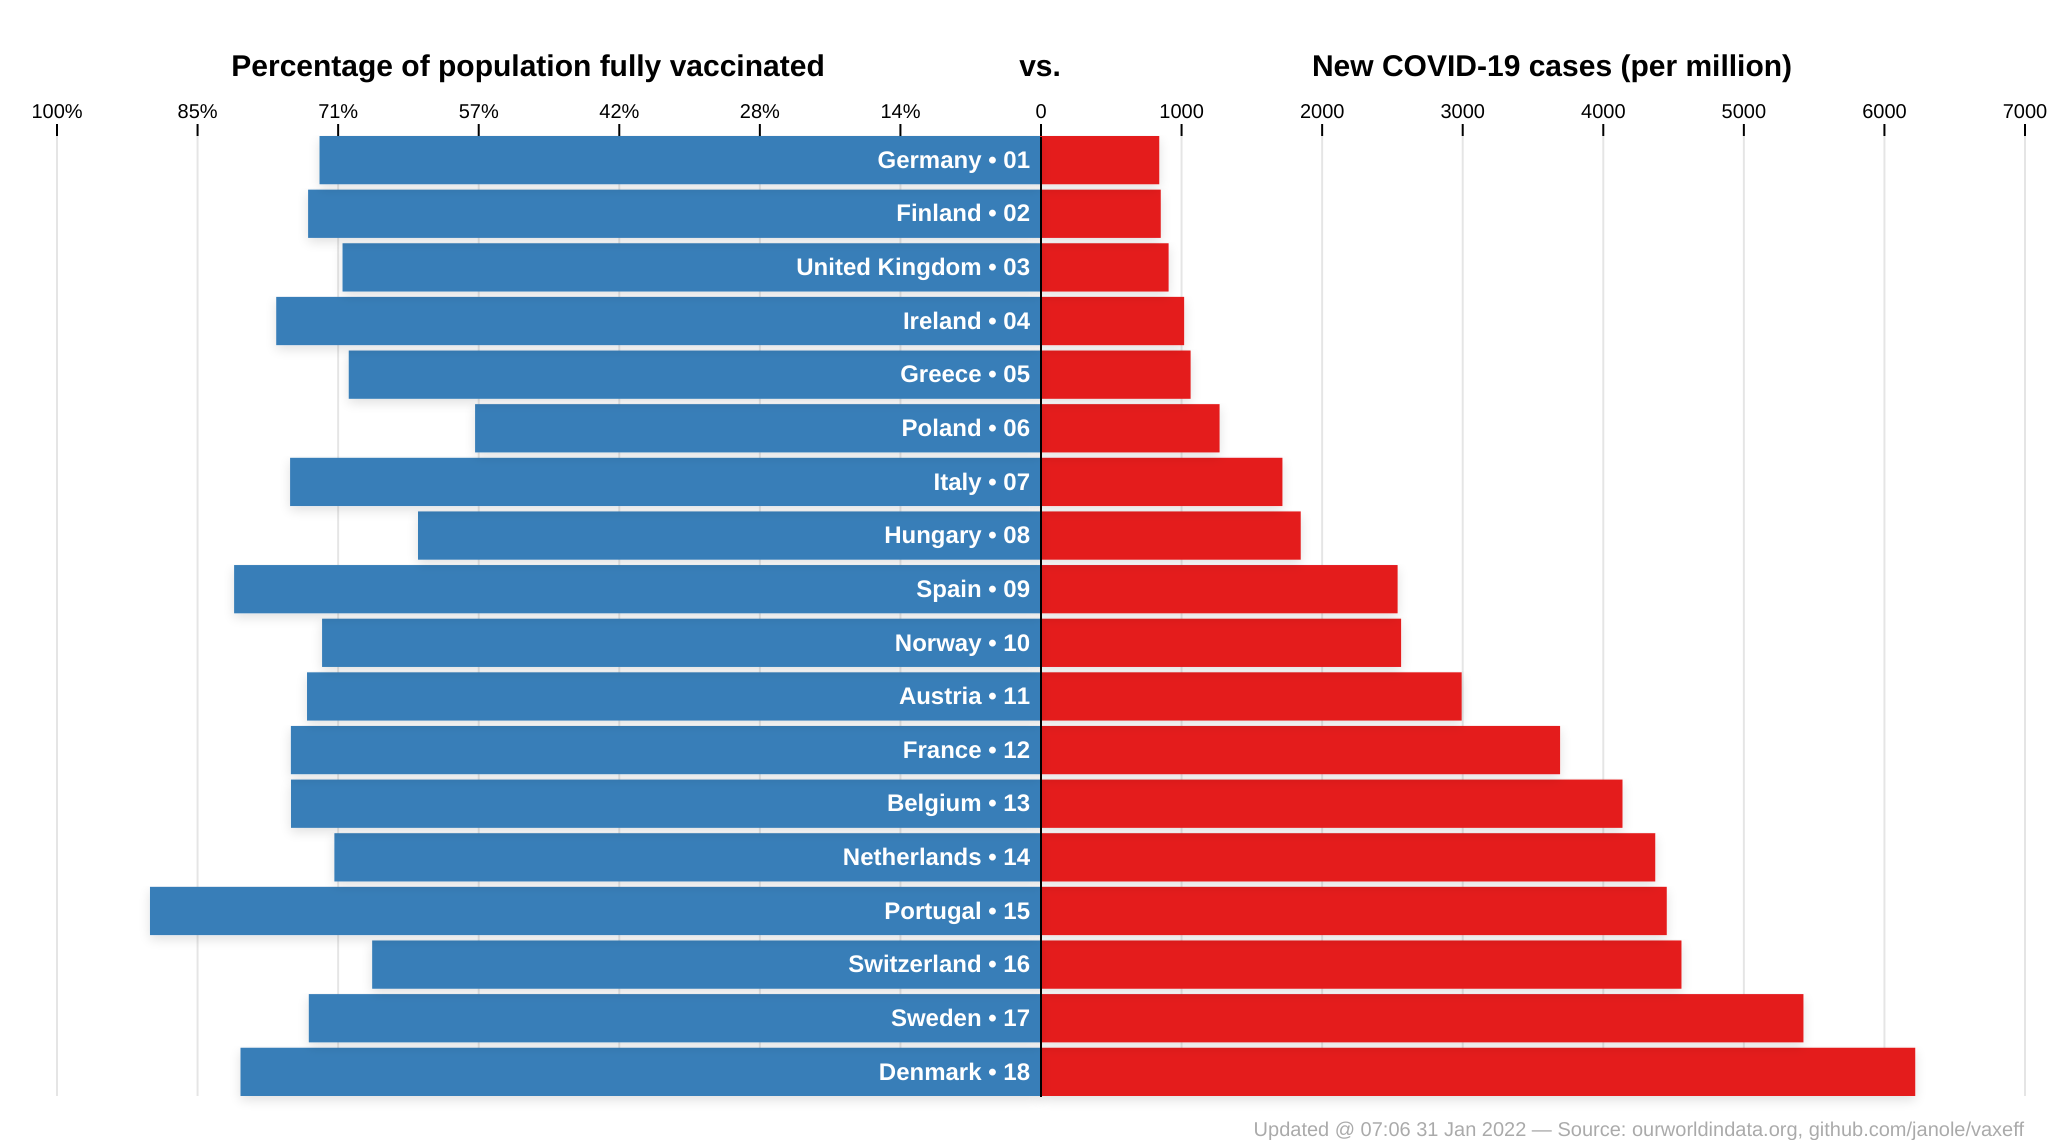 Percentage of population fully vaccinated vs. New COVID-19 cases (per million)
100% 85% 71% 57% 42% 28% 14% 0 1000 2000 3000 4000 5000 6000 7000
Germany • 01
Finland • 02
United Kingdom • 03
Ireland • 04
Greece • 05
Poland • 06
Italy • 07
Hungary • 08
Spain • 09
Norway • 10
Austria • 11
France • 12
Belgium • 13
Netherlands • 14
Portugal • 15
Switzerland • 16
Sweden • 17
Denmark • 18
Updated @ 07:06 31 Jan 2022 — Source: ourworldindata.org, github.com/janole/vaxeff